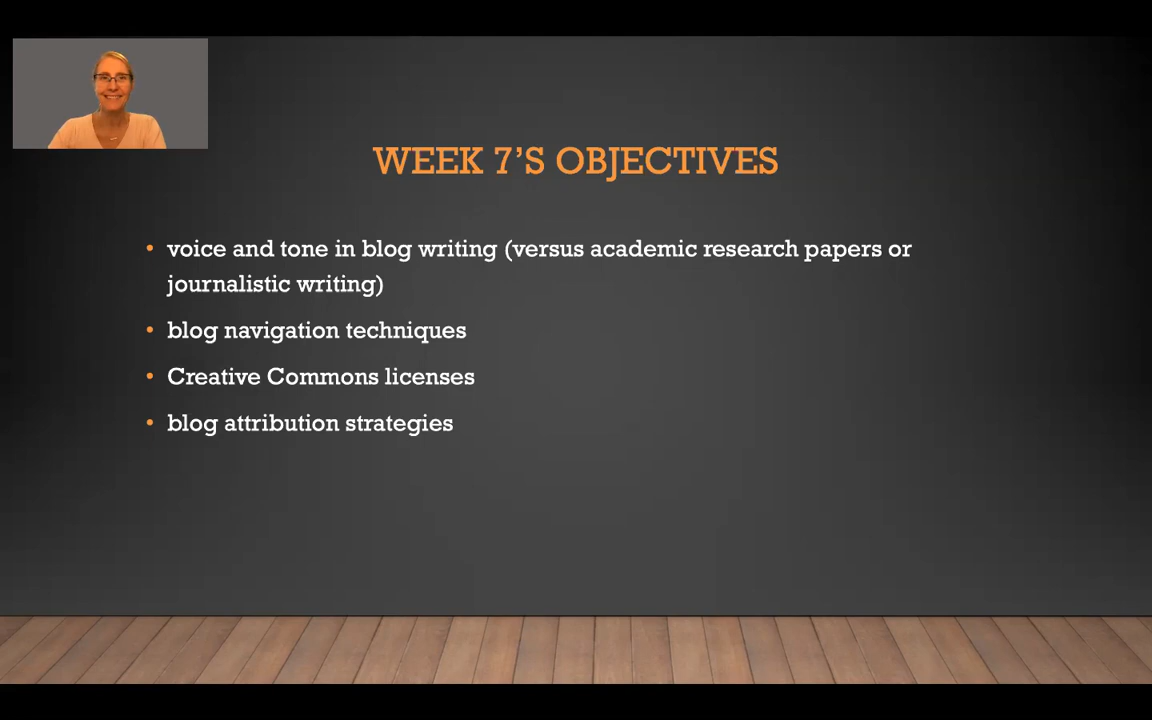 WEEK 7’S OBJECTIVES
• voice and tone in blog writing (versus academic research papers or
journalistic writing)
• blog navigation techniques
• Creative Commons licenses
• blog attribution strategies